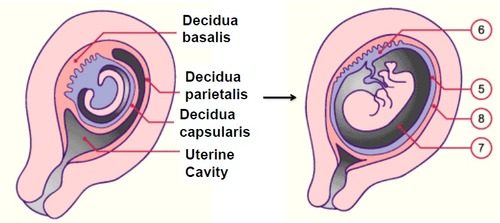 Decidua
basalis
Decidua
parietalis
Decidua
capsularis
Uterine
Cavity
6
5
8
7